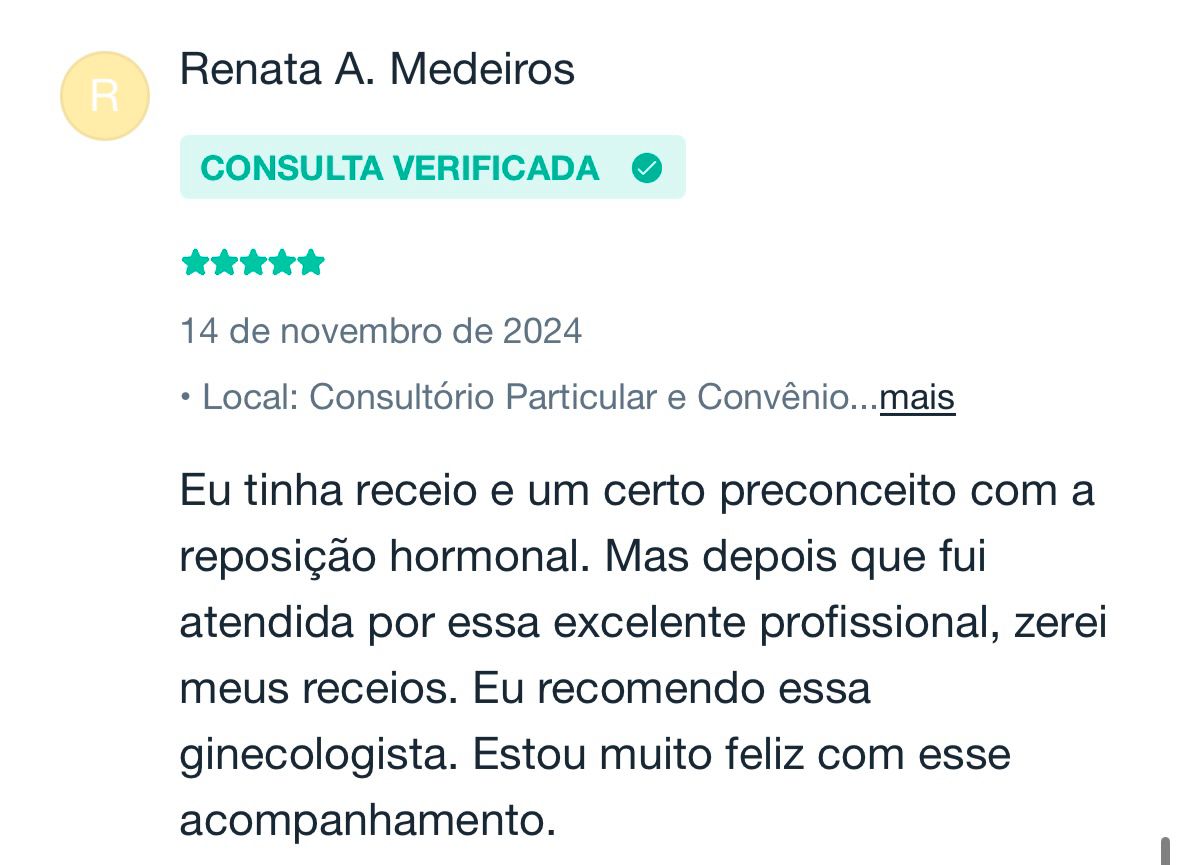 R
Renata A. Medeiros
CONSULTA VERIFICADA
14 de novembro de 2024
• Local: Consultório Particular e Convênio...mais
Eu tinha receio e um certo preconceito com a
reposição hormonal. Mas depois que fui
atendida por essa excelente profissional, zerei
meus receios. Eu recomendo essa
ginecologista. Estou muito feliz com esse
acompanhamento.